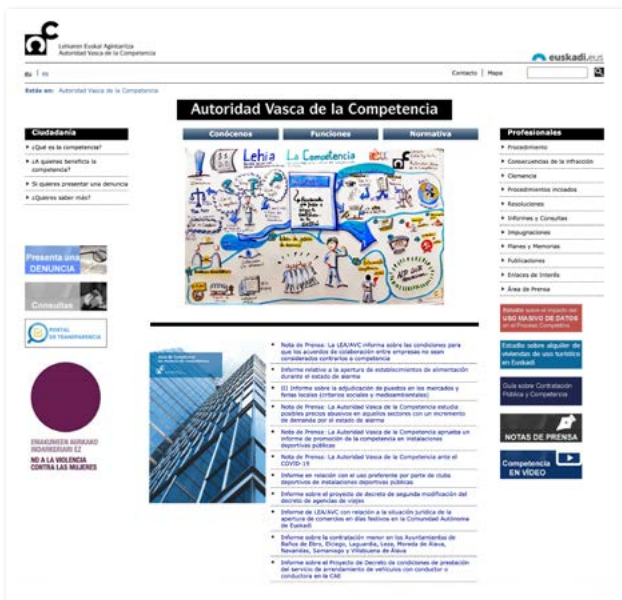 Lehiaren Euskal Agintaritza
Autoridad Vasca de la Competencia
euskadi.eus
eu | es
Contacto | Mapa
Estás en: Autoridad Vasca de la Competencia
Autoridad Vasca de la Competencia
Ciudadanía
¿Qué es la competencia?
¿A quienes beneficia la
competencia?
Si quieres presentar una denuncia
¿Quieres saber más?
Presenta una
DENUNCIA
Consultas
PORTAL
DE TRANSPARENCIA
EMAKUMEEN AURKAKO
INDARKERIARI EZ
NO A LA VIOLENCIA
CONTRA LAS MUJERES
Conócenos
Funciones
Normativa
Lehia La Competencia
Nota de Prensa: La LEA/AVC informa sobre las condiciones para
que los acuerdos de colaboración entre empresas no sean
considerados contrarios a competencia
Informe relativo a la apertura de establecimientos de alimentación
durante el estado de alarma
III Informe sobre la adjudicación de puestos en los mercados y
ferias locales (criterios sociales y medioambientales)
Nota de Prensa: La Autoridad Vasca de la Competencia estudia
posibles precios abusivos en aquellos sectores con un incremento
de demanda por el estado de alarma
Nota de Prensa: La Autoridad Vasca de la Competencia aprueba un
informe de promoción de la competencia en instalaciones
deportivas públicas
Nota de Prensa: La Autoridad Vasca de la Competencia ante el
COVID-19
Informe en relación con el uso preferente por parte de clubs
deportivos de instalaciones deportivas públicas
Informe sobre el proyecto de decreto de segunda modificación del
decreto de agencias de viajes
Informe de LEA/AVC con relación a la situación jurídica de la
apertura de comercios en días festivos en la Comunidad Autónoma
de Euskadi
Informe sobre la contratación menor en los Ayuntamientos de
Baños de Ebro, Elciego, Laguardia, Leza, Moreda de Álava,
Navaridas, Samaniego y Villabuena de Álava
Informe sobre el Proyecto de Decreto de condiciones de prestación
del servicio de arrendamiento de vehículos con conductor o
conductora en la CAE
Profesionales
Procedimiento
Consecuencias de la infracción
Clemencia
Procedimientos incoados
Resoluciones
Informes y Consultas
Impugnaciones
Planes y Memorias
Publicaciones
Enlaces de Interés
Área de Prensa
Estudio sobre el impacto del
USO MASIVO DE DATOS
en el Proceso Competitivo
Estudio sobre alquiler de
viviendas de uso turístico
en Euskadi
Guía sobre Contratación
Pública y Competencia
NOTAS DE PRENSA
Competencia
EN VÍDEO